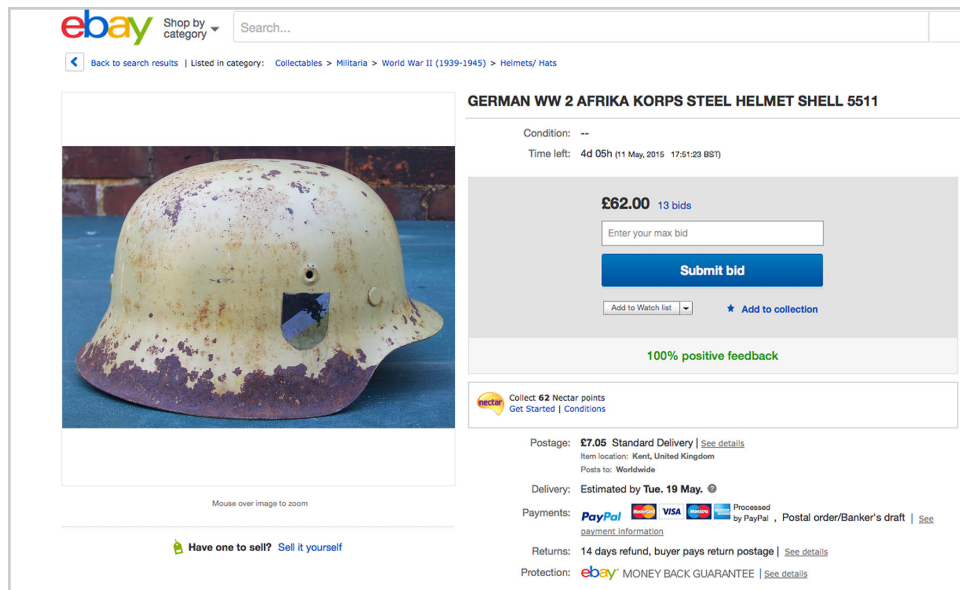 ebay Shop by category Search...
Back to search results | Listed in category: Collectables > Militaria > World War II (1939-1945) > Helmets/ Hats
GERMAN WW 2 AFRIKA KORPS STEEL HELMET SHELL 5511
Condition: --
Time left: 4d 05h (11 May, 2015 17:51:23 BST)
£62.00 13 bids
Enter your max bid
Submit bid
Add to Watch list
Add to collection
100% positive feedback
nectar
Collect 62 Nectar points
Get Started | Conditions
Postage: £7.05 Standard Delivery | See details
Item location: Kent, United Kingdom
Posts to: Worldwide
Delivery: Estimated by Tue. 19 May. ?
Payments: PayPal MasterCard VISA Maestro Processed by PayPal , Postal order/Banker's draft | See
payment information
Returns: 14 days refund, buyer pays return postage | See details
Protection: ebay MONEY BACK GUARANTEE | See details
Mouse over image to zoom
Have one to sell? Sell it yourself